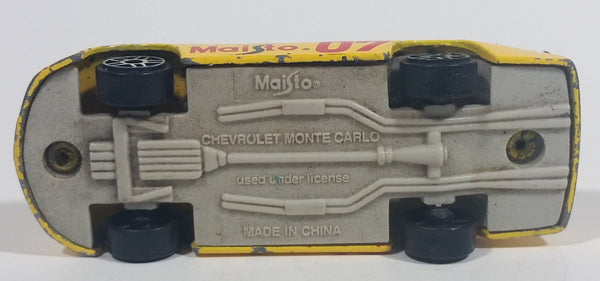 Maisto 07
Maisto®
CHEVROLET MONTE CARLO
used under license
MADE IN CHINA